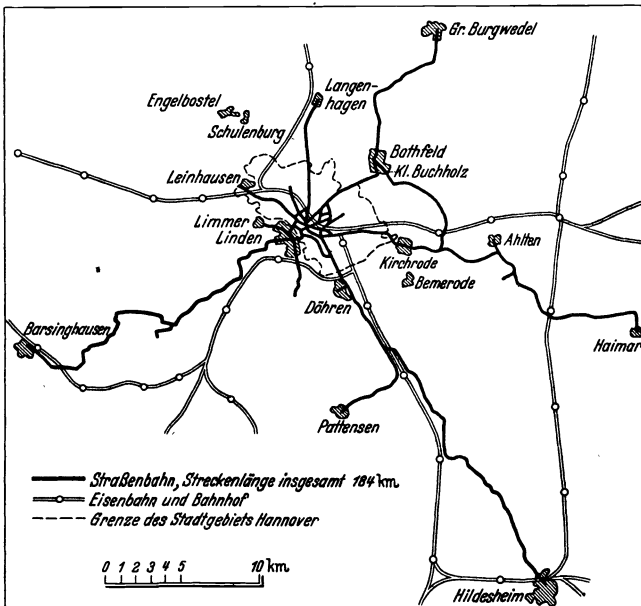 Gr. Burgwedel
Langen-
hagen
Engelbostel
Schulenburg
Bothfeld
Kl. Buchholz
Leinhausen
Limmer
Linden
Ahlten
Kirchrode
Bemerode
Döhren
Barsinghausen
Haimar
Pattensen
Straßenbahn, Streckenlänge insgesamt 184 km
Eisenbahn und Bahnhof
Grenze des Stadtgebiets Hannover
0 1 2 3 4 5 10 km
Hildesheim